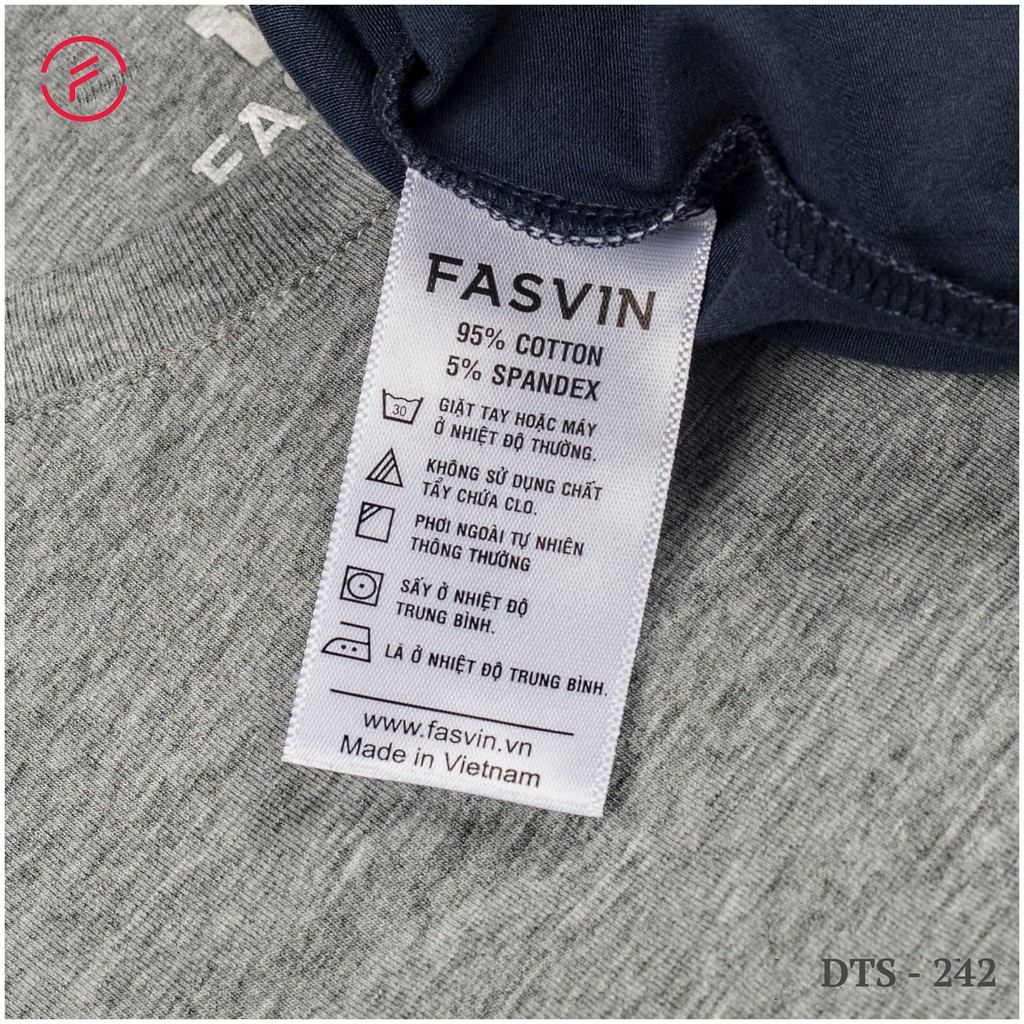 FA
FASVIN
95% COTTON
5% SPANDEX
30
GIẶT TAY HOẶC MÁY
Ở NHIỆT ĐỘ THƯỜNG.
KHÔNG SỬ DỤNG CHẤT
TẨY CHỨA CLO.
PHƠI NGOÀI TỰ NHIÊN
THÔNG THƯỜNG
SẤY Ở NHIỆT ĐỘ
TRUNG BÌNH.
LÀ Ở NHIỆT ĐỘ TRUNG BÌNH.
www.fasvin.vn
Made in Vietnam
DTS - 242